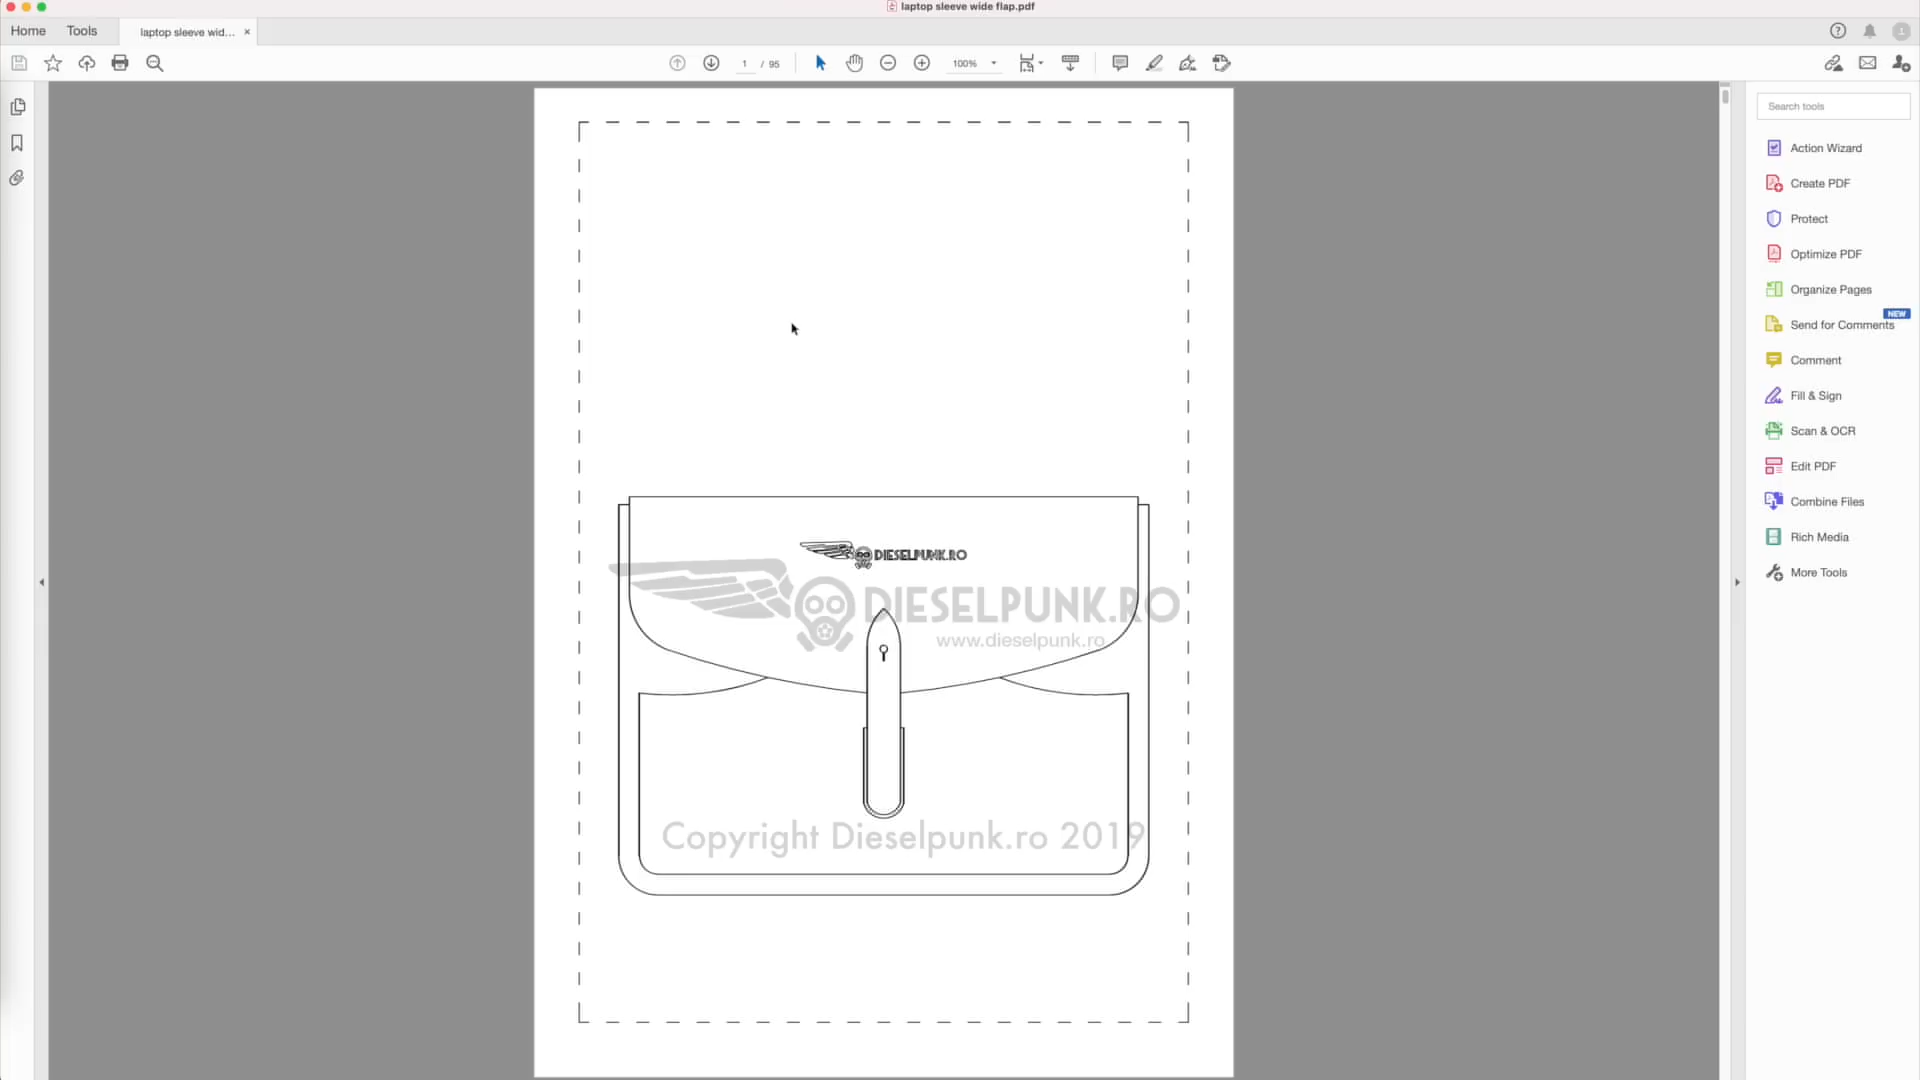 laptop sleeve wide flap.pdf
Home
Tools
laptop sleeve wid...
1 / 95
100%
Search tools
Action Wizard
Create PDF
Protect
Optimize PDF
Organize Pages
NEW
Send for Comments
Comment
Fill & Sign
Scan & OCR
Edit PDF
Combine Files
Rich Media
More Tools
DIESELPUNK.RO
DIESELPUNK.RO
www.dieselpunk.ro
Copyright Dieselpunk.ro 2019